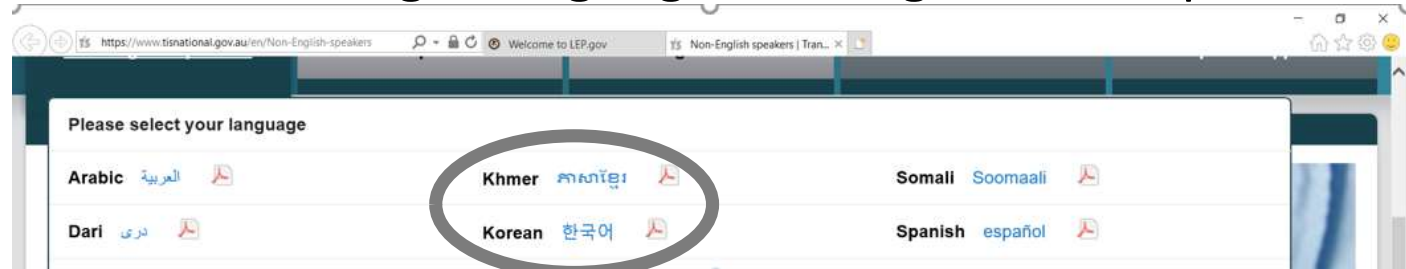 https://www.tisnational.gov.au/en/Non-English-speakers Welcome to LEP.gov TIS Non-English speakers | Tran...
Please select your language
Arabic العربية Khmer ភាសាខ្មែរ Somali Soomaali
Dari دری Korean 한국어 Spanish español